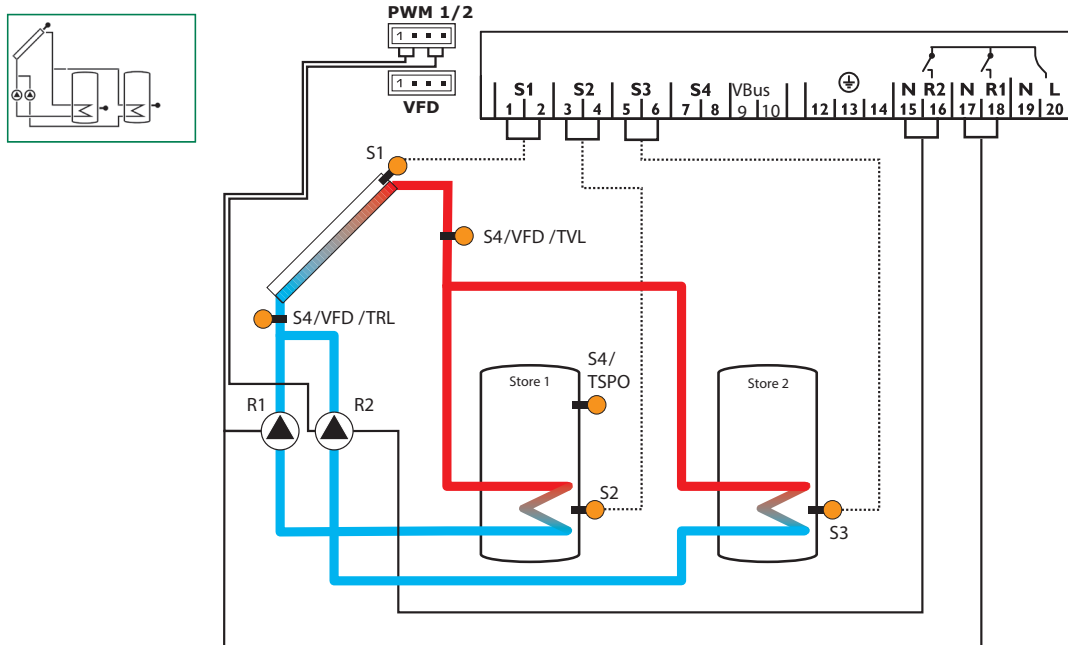 PWM 1/2
1
1
VFD
S1 S2 S3 S4 VBus N R2 N R1 N L
1 2 3 4 5 6 7 8 9 10 12 13 14 15 16 17 18 19 20
S1
S4/VFD /TVL
S4/VFD /TRL
S4/
TSPO
Store 1
Store 2
R1
R2
S2
S3